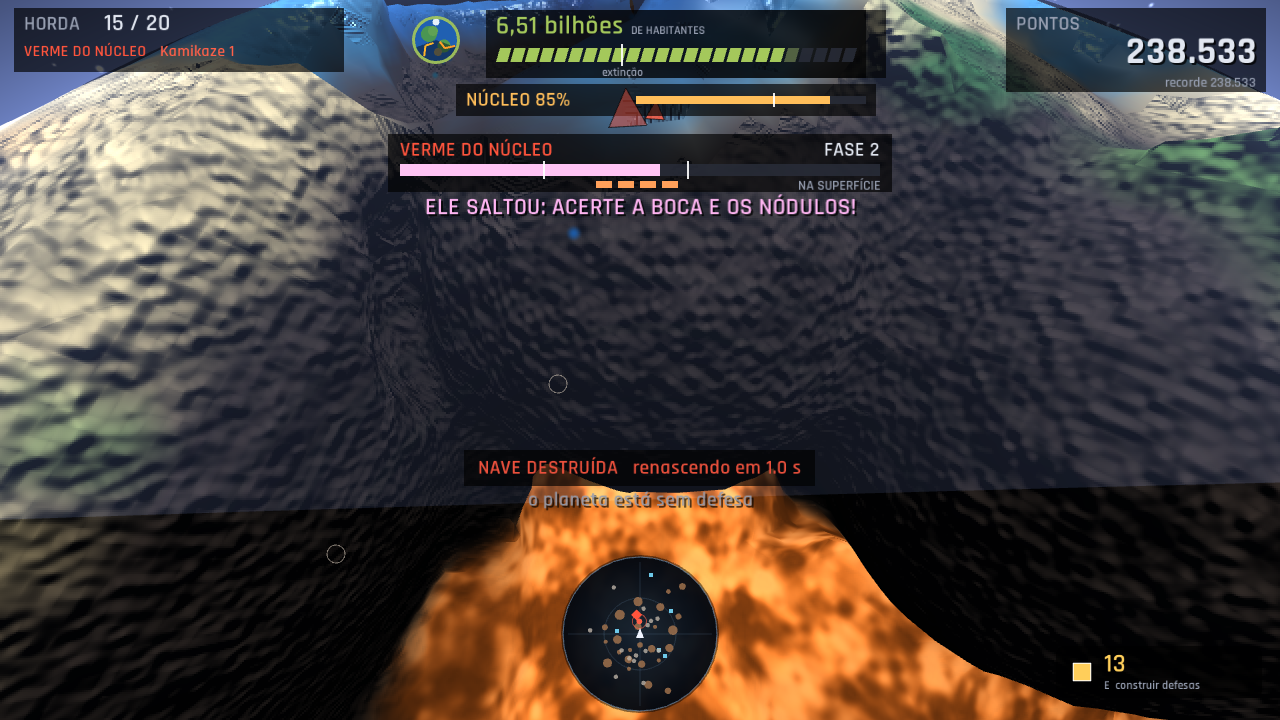 HORDA 15 / 20
VERME DO NÚCLEO Kamikaze 1
6,51 bilhões DE HABITANTES
extinção
PONTOS
238.533
recorde 238.533
NÚCLEO 85%
VERME DO NÚCLEO FASE 2
NA SUPERFÍCIE
ELE SALTOU: ACERTE A BOCA E OS NÓDULOS!
NAVE DESTRUÍDA renascendo em 1.0 s
o planeta está sem defesa
13
E construir defesas